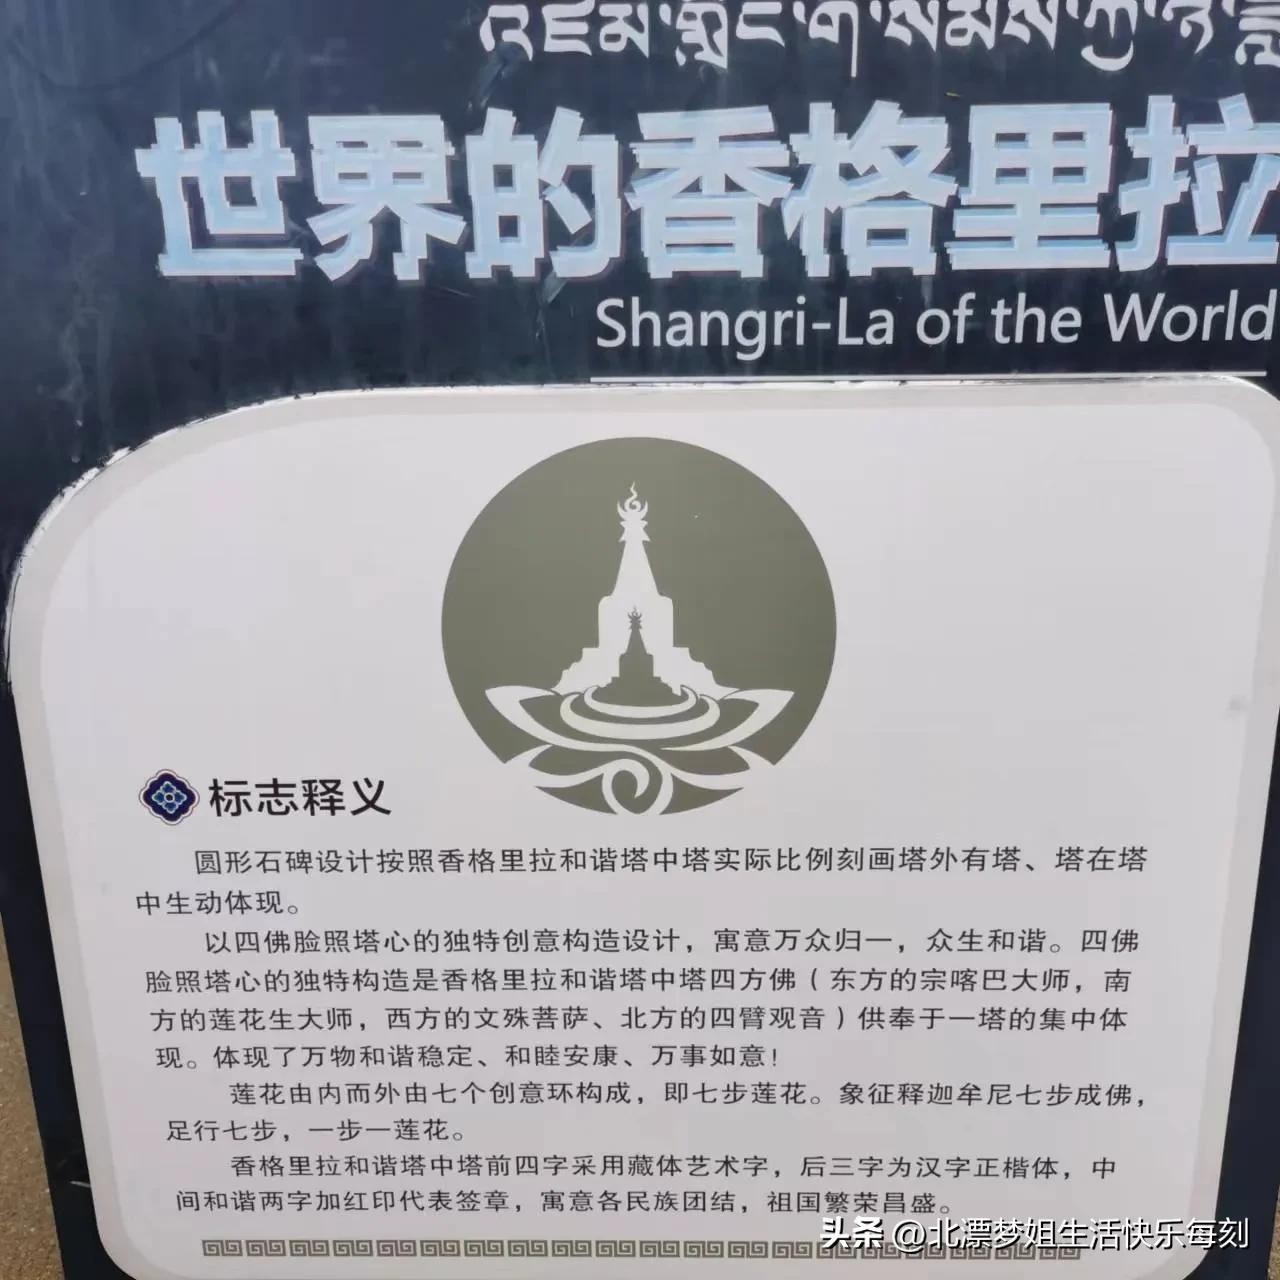 འཛམ་གླིང་གི་སེམས་ཀྱི་ཉི
世界的香格里拉
Shangri-La of the World
标志释义
圆形石碑设计按照香格里拉和谐塔中塔实际比例刻画塔外有塔、塔在塔
中生动体现。
以四佛脸照塔心的独特创意构造设计，寓意万众归一，众生和谐。四佛
脸照塔心的独特构造是香格里拉和谐塔中塔四方佛（东方的宗喀巴大师，南
方的莲花生大师，西方的文殊菩萨、北方的四臂观音）供奉于一塔的集中体
现。体现了万物和谐稳定、和睦安康、万事如意！
莲花由内而外由七个创意环构成，即七步莲花。象征释迦牟尼七步成佛，
足行七步，一步一莲花。
香格里拉和谐塔中塔前四字采用藏体艺术字，后三字为汉字正楷体，中
间和谐两字加红印代表签章，寓意各民族团结，祖国繁荣昌盛。
头条 @北漂梦姐生活快乐每刻